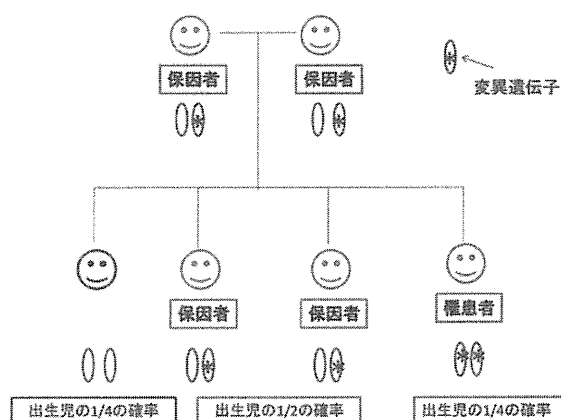 保因者
保因者
変異遺伝子
保因者
保因者
罹患者
出生児の1/4の確率
出生児の1/2の確率
出生児の1/4の確率